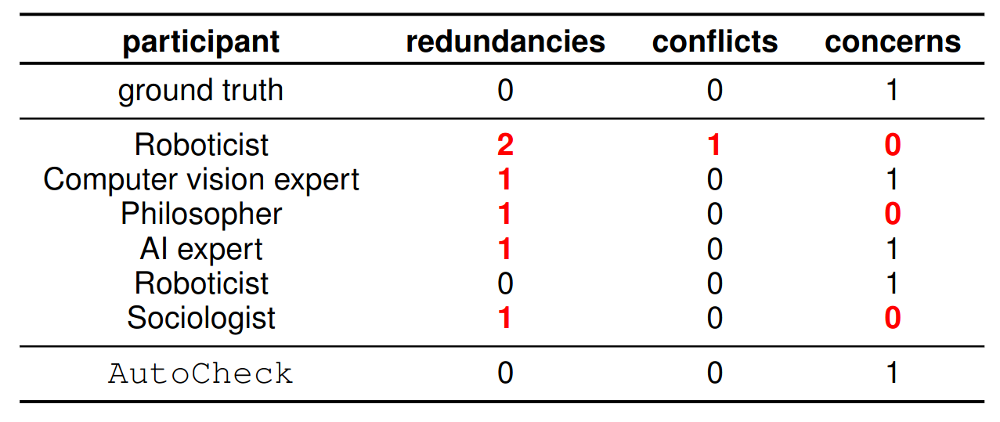 participant redundancies conflicts concerns
ground truth 0 0 1
Roboticist 2 1 0
Computer vision expert 1 0 1
Philosopher 1 0 0
AI expert 1 0 1
Roboticist 0 0 1
Sociologist 1 0 0
AutoCheck 0 0 1